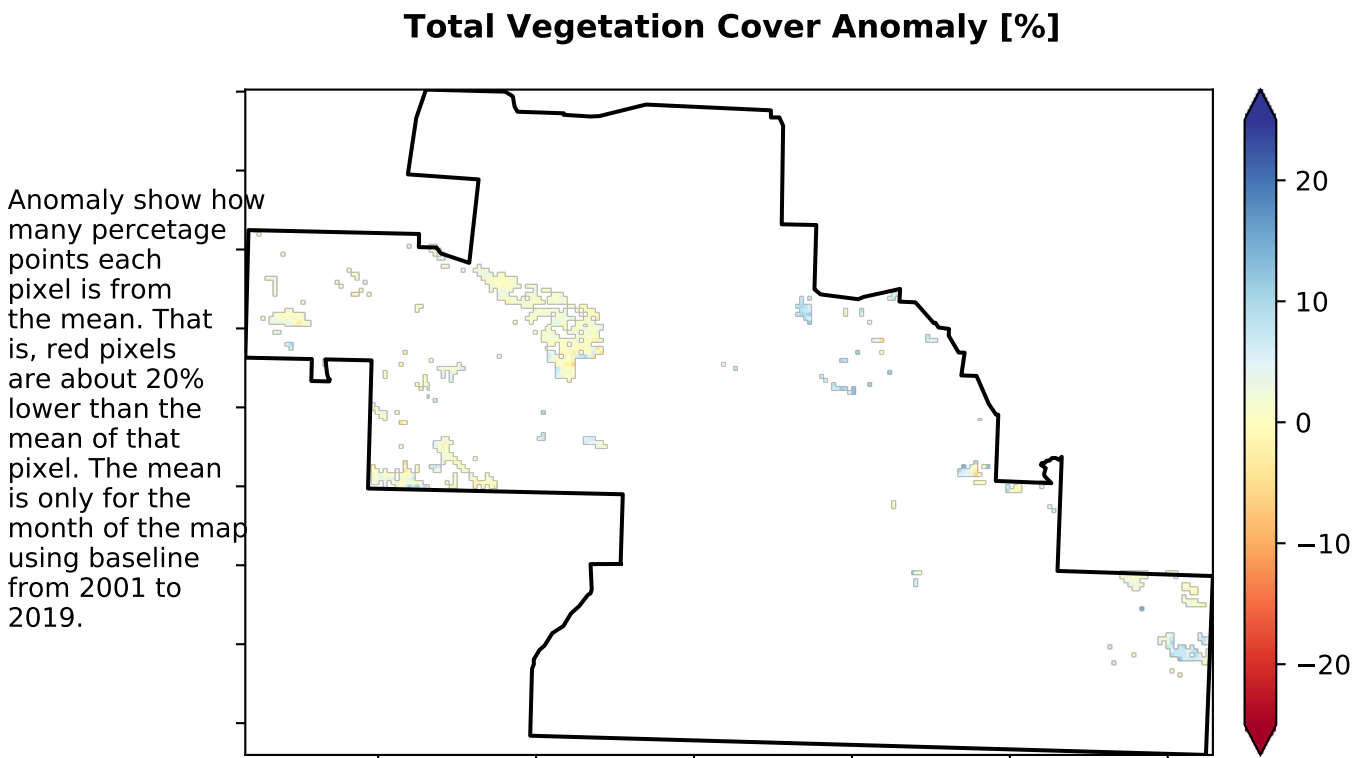 Total Vegetation Cover Anomaly [%]
Anomaly show how
many percetage
points each
pixel is from
the mean. That
is, red pixels
are about 20%
lower than the
mean of that
pixel. The mean
is only for the
month of the map
using baseline
from 2001 to
2019.
20
10
0
−10
−20